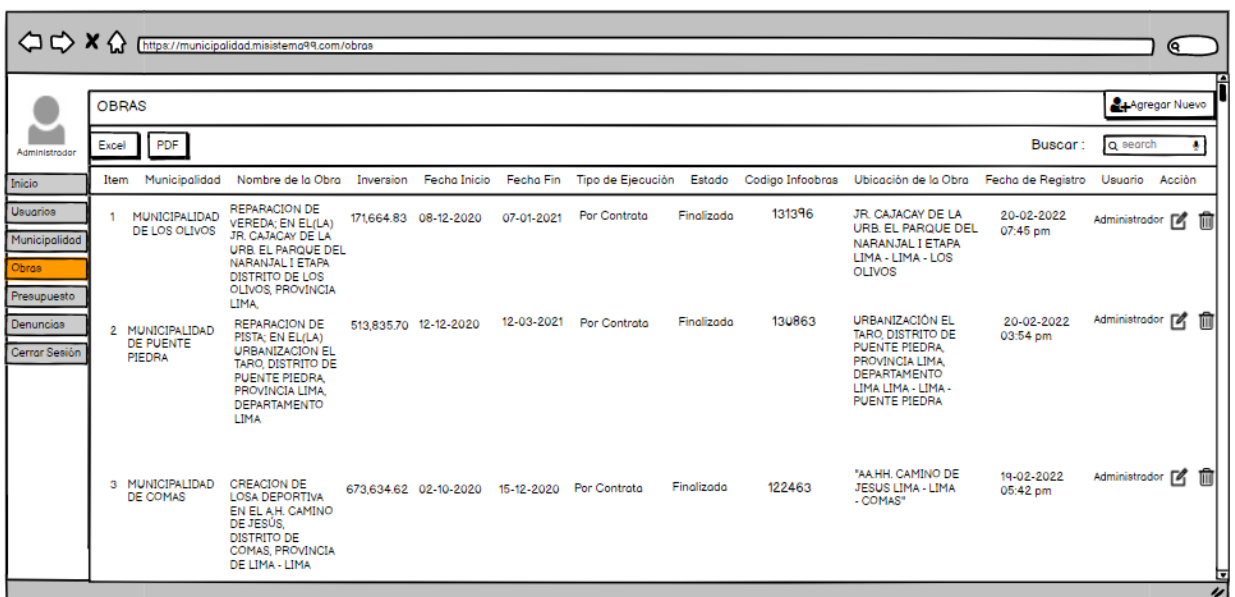 https://municipalidad.misistema99.com/obras
Administrador
Inicio
Usuarios
Municipalidad
Obras
Presupuesto
Denuncias
Cerrar Sesión
OBRAS
Agregar Nuevo
Excel
PDF
Buscar :
search
Item Municipalidad Nombre de la Obra Inversion Fecha Inicio Fecha Fin Tipo de Ejecución Estado Codigo Infoobras Ubicación de la Obra Fecha de Registro Usuario Acción
1
MUNICIPALIDAD
DE LOS OLIVOS
REPARACION DE
VEREDA; EN EL(LA)
JR. CAJACAY DE LA
URB. EL PARQUE DEL
NARANJAL I ETAPA
DISTRITO DE LOS
OLIVOS, PROVINCIA
LIMA,
171,664.83
08-12-2020
07-01-2021
Por Contrata
Finalizada
131396
JR. CAJACAY DE LA
URB. EL PARQUE DEL
NARANJAL I ETAPA
LIMA - LIMA - LOS
OLIVOS
20-02-2022
07:45 pm
Administrador
2
MUNICIPALIDAD
DE PUENTE
PIEDRA
REPARACION DE
PISTA; EN EL(LA)
URBANIZACION EL
TARO, DISTRITO DE
PUENTE PIEDRA,
PROVINCIA LIMA,
DEPARTAMENTO
LIMA
513,835.70
12-12-2020
12-03-2021
Por Contrata
Finalizada
130863
URBANIZACIÓN EL
TARO, DISTRITO DE
PUENTE PIEDRA,
PROVINCIA LIMA,
DEPARTAMENTO
LIMA LIMA - LIMA -
PUENTE PIEDRA
20-02-2022
03:54 pm
Administrador
3
MUNICIPALIDAD
DE COMAS
CREACION DE
LOSA DEPORTIVA
EN EL A.H. CAMINO
DE JESÚS,
DISTRITO DE
COMAS, PROVINCIA
DE LIMA - LIMA
673,634.62
02-10-2020
15-12-2020
Por Contrata
Finalizada
122463
"AA.HH. CAMINO DE
JESUS LIMA - LIMA
- COMAS"
19-02-2022
05:42 pm
Administrador